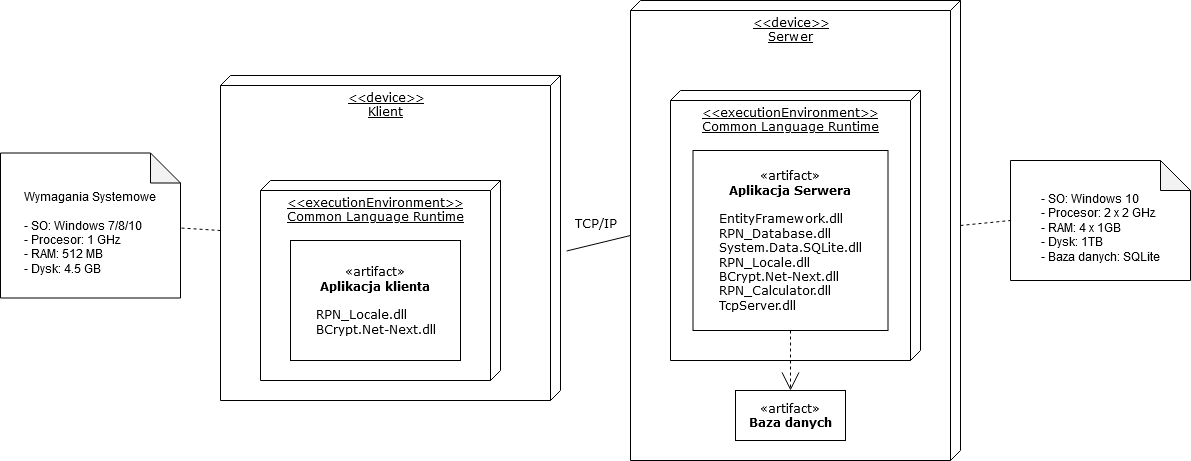 Wymagania Systemowe
- SO: Windows 7/8/10
- Procesor: 1 GHz
- RAM: 512 MB
- Dysk: 4.5 GB
<<device>>
Klient
<<executionEnvironment>>
Common Language Runtime
«artifact»
Aplikacja klienta
RPN_Locale.dll
BCrypt.Net-Next.dll
TCP/IP
<<device>>
Serwer
<<executionEnvironment>>
Common Language Runtime
«artifact»
Aplikacja Serwera
EntityFramework.dll
RPN_Database.dll
System.Data.SQLite.dll
RPN_Locale.dll
BCrypt.Net-Next.dll
RPN_Calculator.dll
TcpServer.dll
«artifact»
Baza danych
- SO: Windows 10
- Procesor: 2 x 2 GHz
- RAM: 4 x 1GB
- Dysk: 1TB
- Baza danych: SQLite